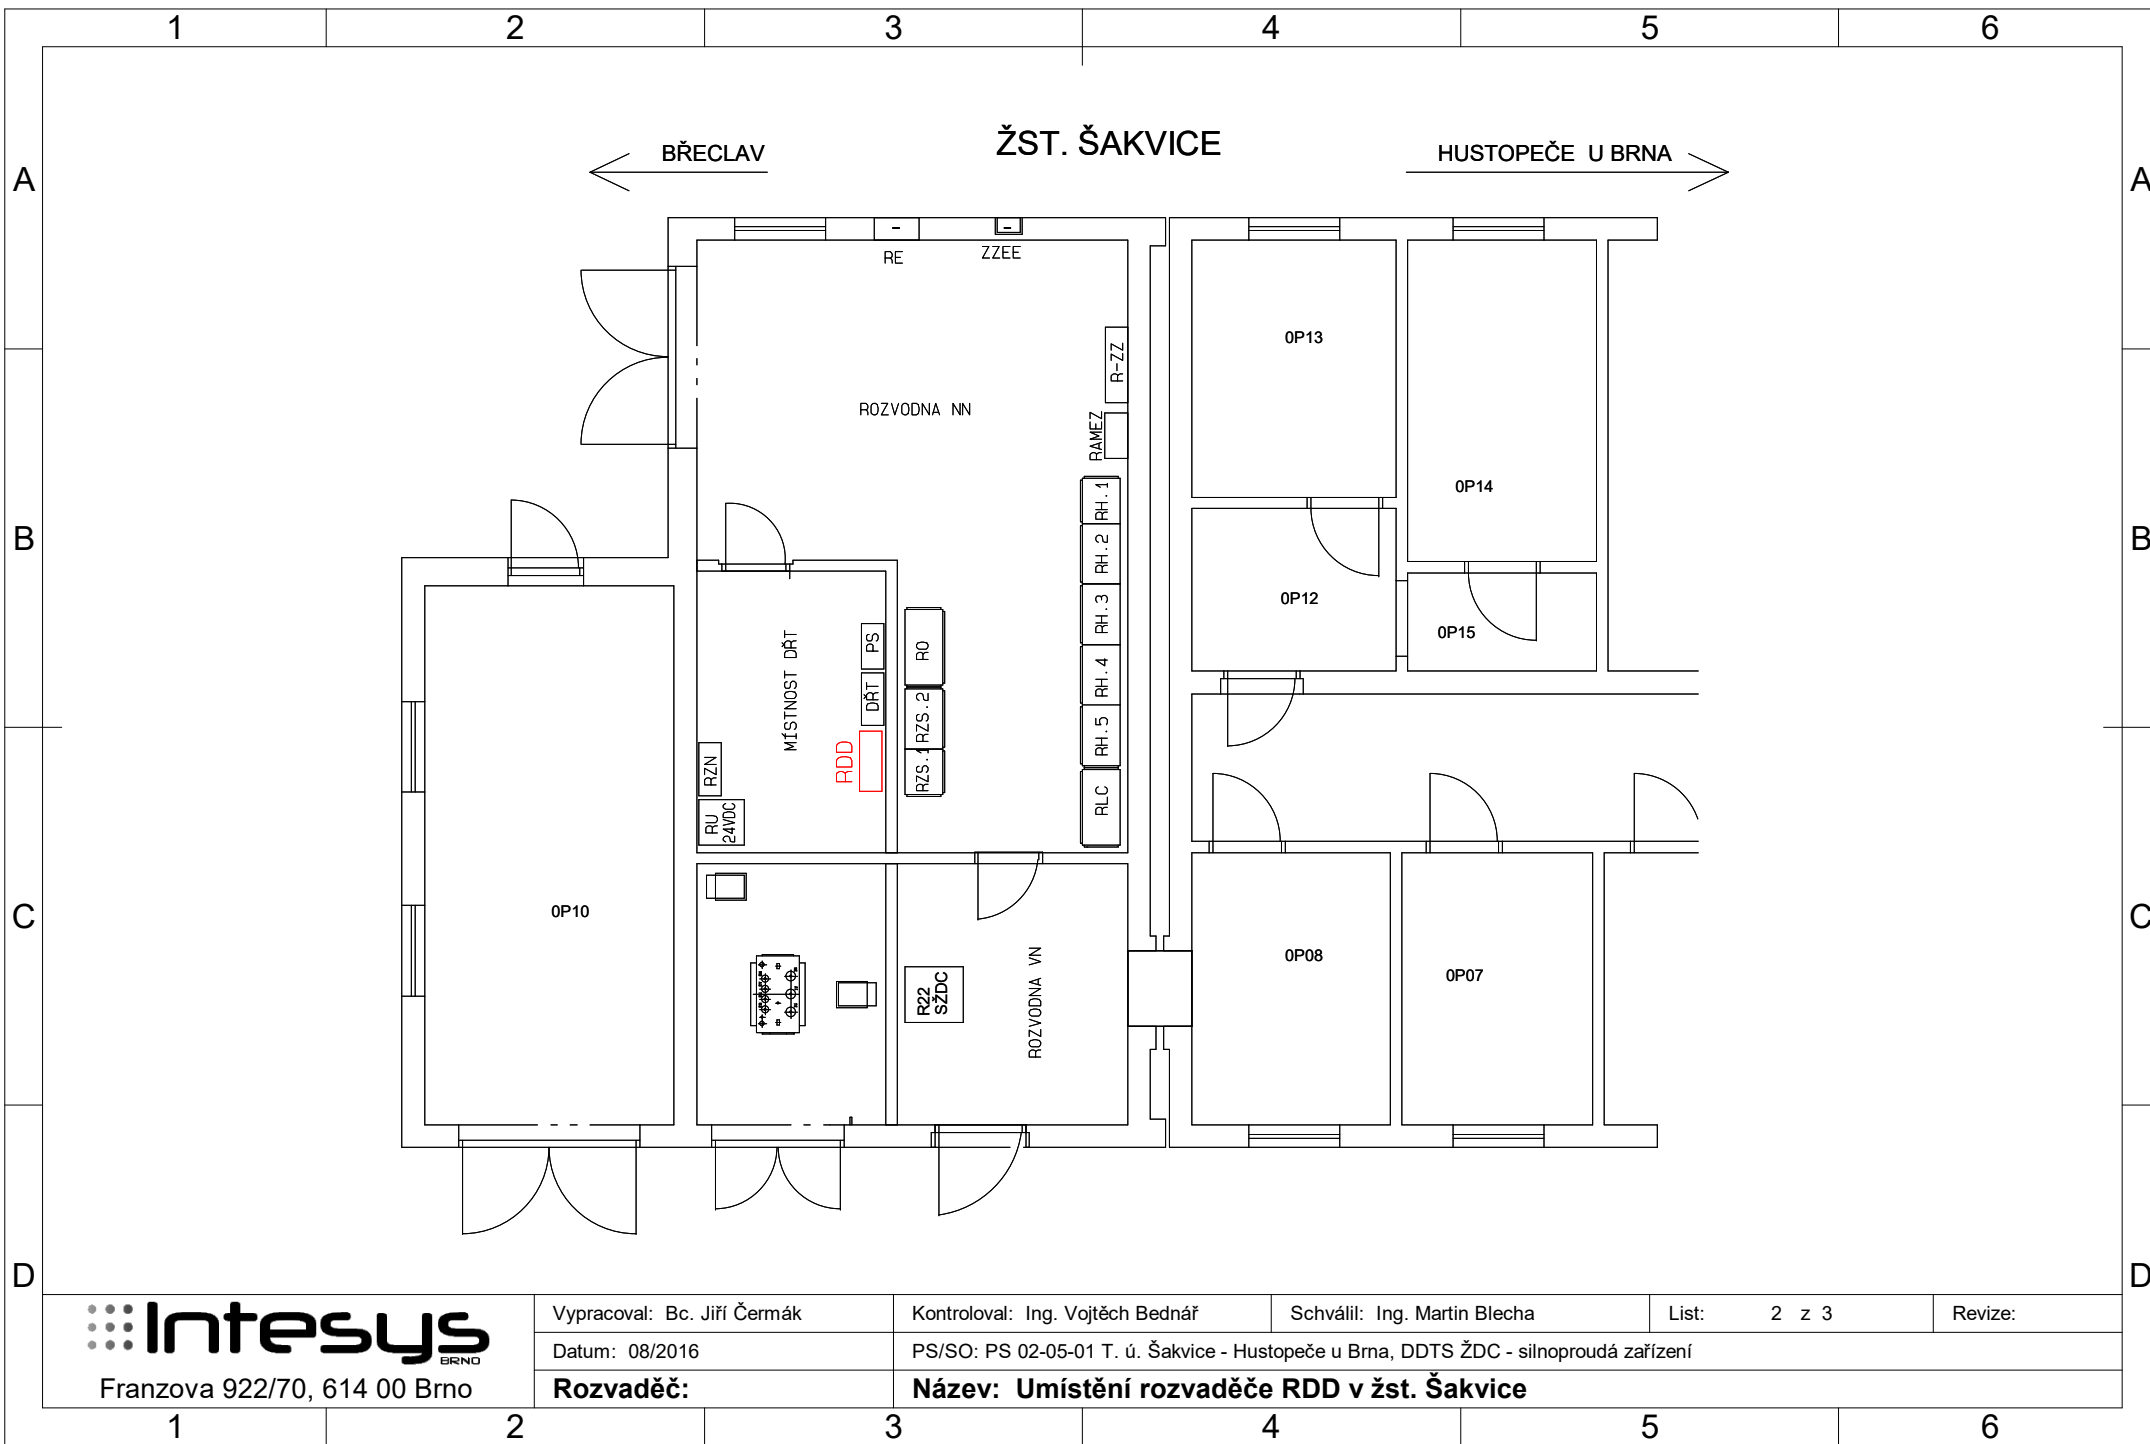 1 2 3 4 5 6
ŽST. ŠAKVICE
BŘECLAV
HUSTOPEČE U BRNA
A A
RE
ZZEE
0P13
R-ZZ
ROZVODNA NN
RAMEZ
0P14
RH.1
B B
RH.2
RH.3
RH.4
RH.5
RLC
0P12
0P15
MÍSTNOST DŘT
PS
DŘT
RDD
RO
RZS.2
RZS.1
RZN
RU
24VDC
C C
0P10
R22
SŽDC
ROZVODNA VN
0P08
0P07
D D
Intesys
BRNO
Franzova 922/70, 614 00 Brno
Vypracoval: Bc. Jiří Čermák
Kontroloval: Ing. Vojtěch Bednář
Schválil: Ing. Martin Blecha
List: 2 z 3
Revize:
Datum: 08/2016
PS/SO: PS 02-05-01 T. ú. Šakvice - Hustopeče u Brna, DDTS ŽDC - silnoproudá zařízení
Rozvaděč:
Název: Umístění rozvaděče RDD v žst. Šakvice
1 2 3 4 5 6